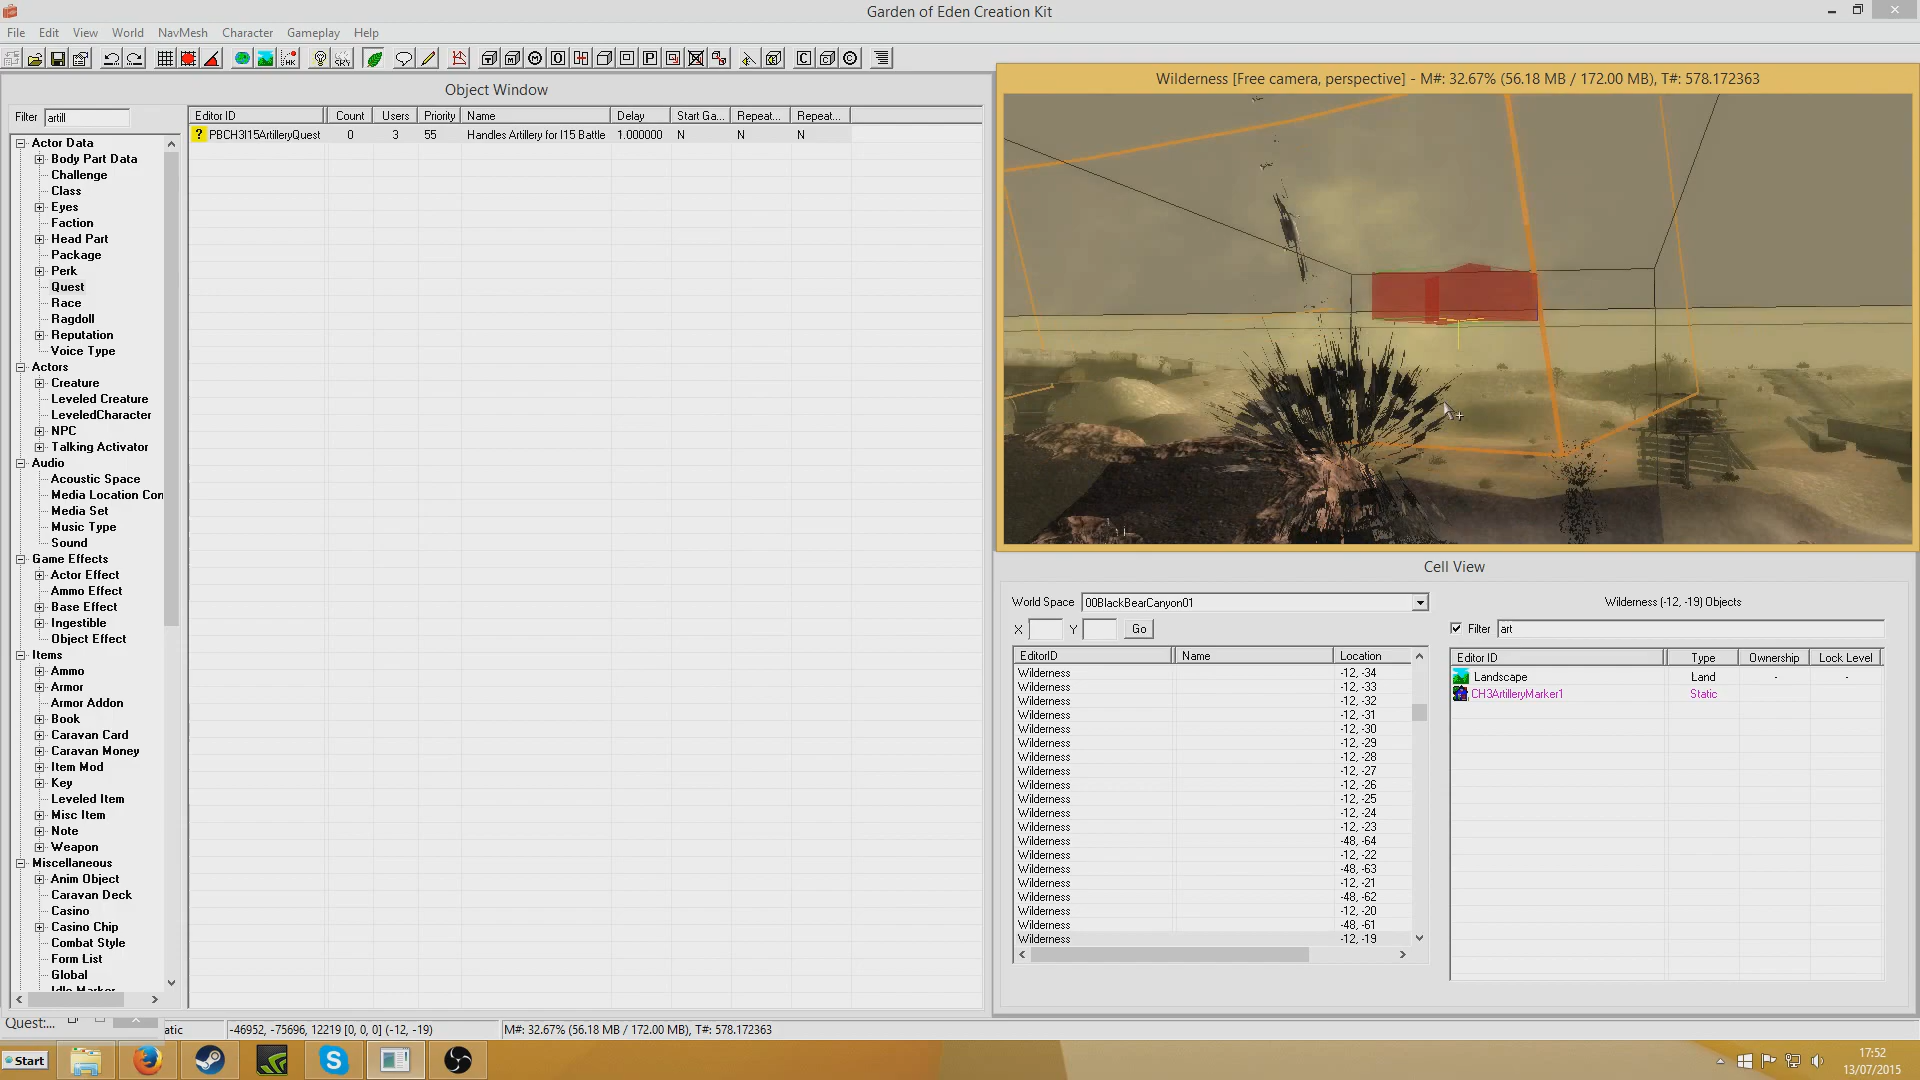 Garden of Eden Creation Kit
File Edit View World NavMesh Character Gameplay Help
Object Window
Filter artill
Editor ID Count Users Priority Name Delay Start Ga... Repeat... Repeat...
PBCH3I15ArtilleryQuest 0 3 55 Handles Artillery for I15 Battle 1.000000 N N N
Actor Data
Body Part Data
Challenge
Class
Eyes
Faction
Head Part
Package
Perk
Quest
Race
Ragdoll
Reputation
Voice Type
Actors
Creature
Leveled Creature
LeveledCharacter
NPC
Talking Activator
Audio
Acoustic Space
Media Location Con
Media Set
Music Type
Sound
Game Effects
Actor Effect
Ammo Effect
Base Effect
Ingestible
Object Effect
Items
Ammo
Armor
Armor Addon
Book
Caravan Card
Caravan Money
Item Mod
Key
Leveled Item
Misc Item
Note
Weapon
Miscellaneous
Anim Object
Caravan Deck
Casino
Casino Chip
Combat Style
Form List
Global
Idle Marker
Wilderness [Free camera, perspective] - M#: 32.67% (56.18 MB / 172.00 MB), T#: 578.172363
Cell View
World Space 00BlackBearCanyon01
X Y Go
EditorID Name Location
Wilderness -12, -34
Wilderness -12, -33
Wilderness -12, -32
Wilderness -12, -31
Wilderness -12, -30
Wilderness -12, -29
Wilderness -12, -28
Wilderness -12, -27
Wilderness -12, -26
Wilderness -12, -25
Wilderness -12, -24
Wilderness -12, -23
Wilderness -48, -64
Wilderness -12, -22
Wilderness -48, -63
Wilderness -12, -21
Wilderness -48, -62
Wilderness -12, -20
Wilderness -48, -61
Wilderness -12, -19
Wilderness (-12, -19) Objects
Filter art
Editor ID Type Ownership Lock Level
Landscape Land - -
CH3ArtilleryMarker1 Static
Quest:... atic -46952, -75696, 12219 [0, 0, 0] (-12, -19) M#: 32.67% (56.18 MB / 172.00 MB), T#: 578.172363
Start
17:52
13/07/2015